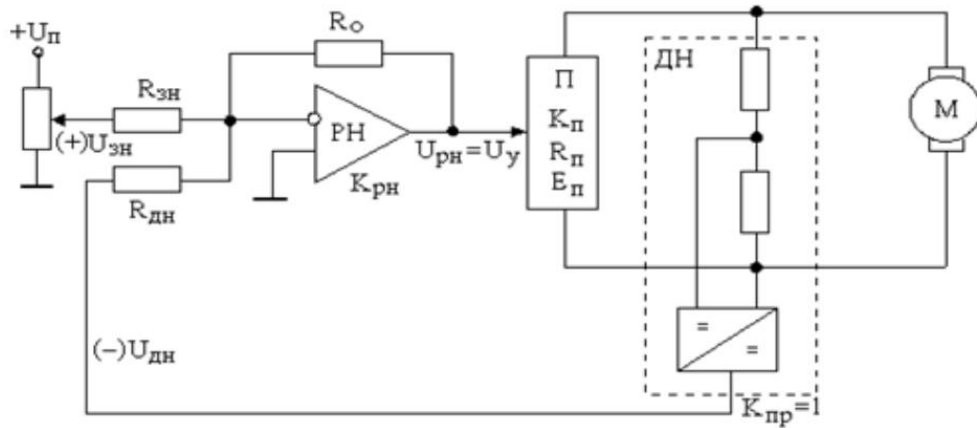 +Uп
Rзн
(+)Uзн
Rдн
Rо
РН
Kрн
Uрн=Uу
П
Kп
Rп
Eп
ДН
М
=
=
Kпр=1
(−)Uдн